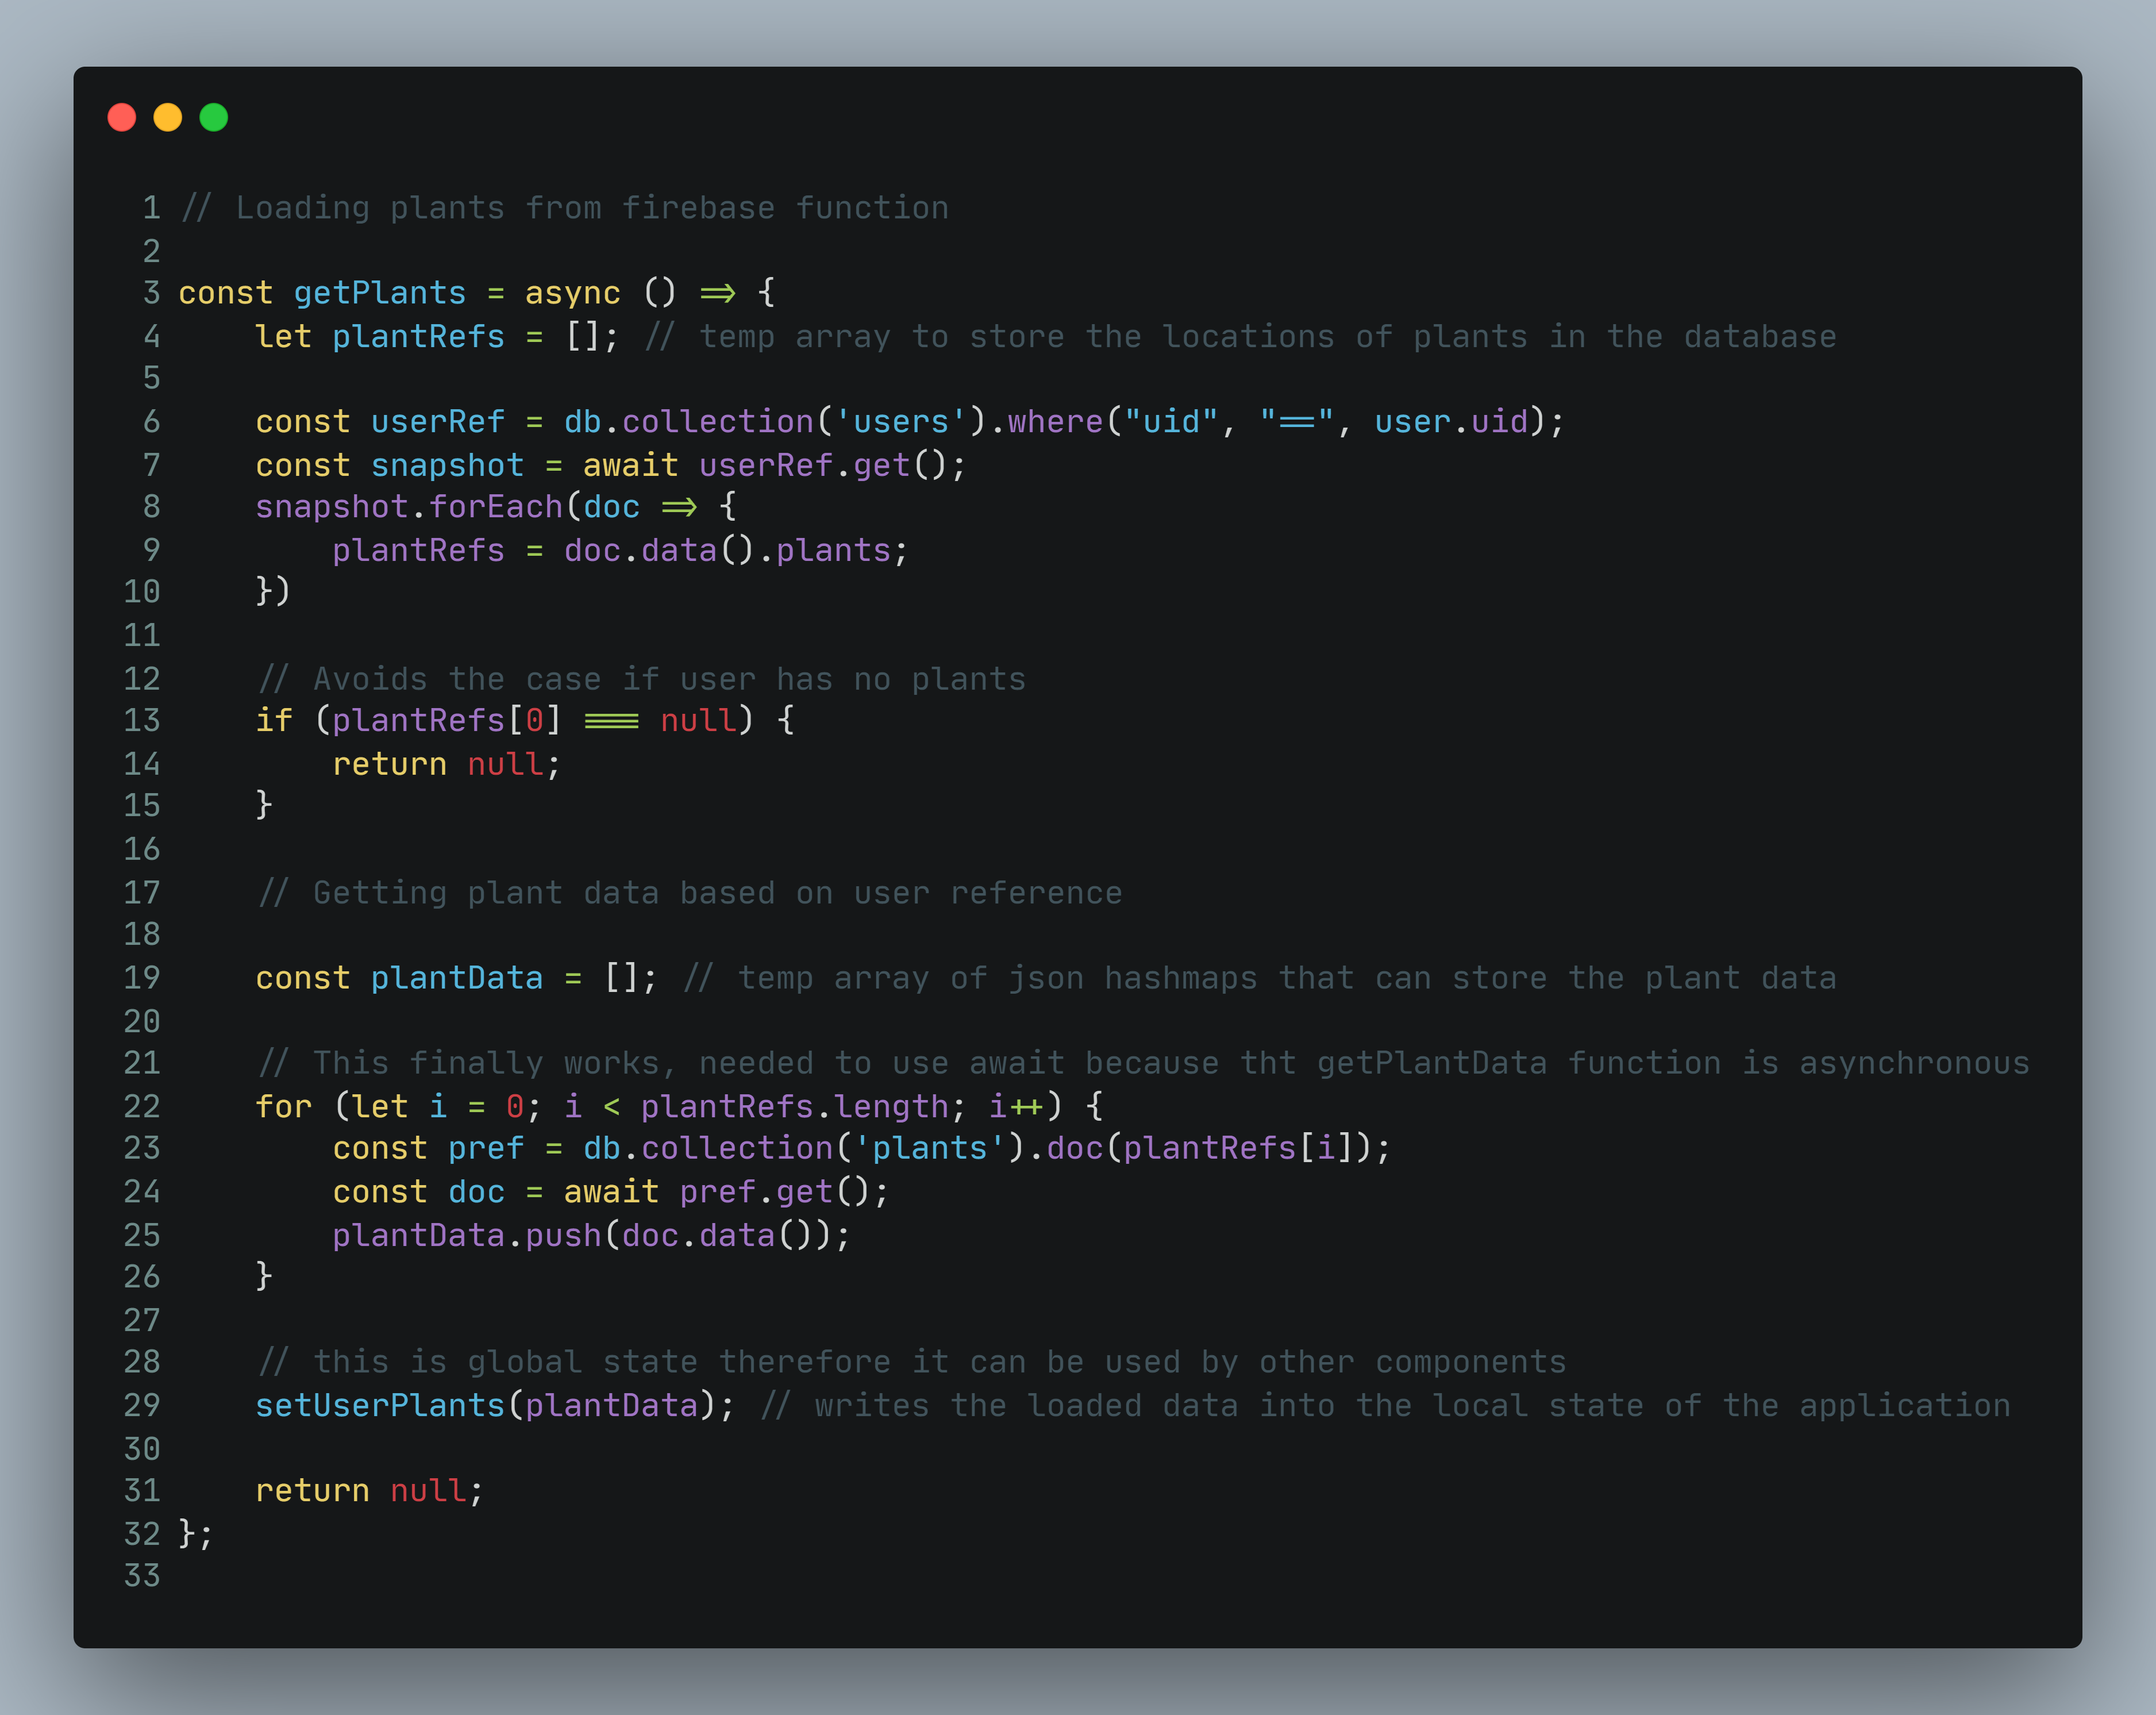 1 // Loading plants from firebase function
2
3 const getPlants = async () => {
4     let plantRefs = []; // temp array to store the locations of plants in the database
5
6     const userRef = db.collection('users').where("uid", "==", user.uid);
7     const snapshot = await userRef.get();
8     snapshot.forEach(doc => {
9         plantRefs = doc.data().plants;
10     })
11
12     // Avoids the case if user has no plants
13     if (plantRefs[0] === null) {
14         return null;
15     }
16
17     // Getting plant data based on user reference
18
19     const plantData = []; // temp array of json hashmaps that can store the plant data
20
21     // This finally works, needed to use await because tht getPlantData function is asynchronous
22     for (let i = 0; i < plantRefs.length; i++) {
23         const pref = db.collection('plants').doc(plantRefs[i]);
24         const doc = await pref.get();
25         plantData.push(doc.data());
26     }
27
28     // this is global state therefore it can be used by other components
29     setUserPlants(plantData); // writes the loaded data into the local state of the application
30
31     return null;
32 };
33